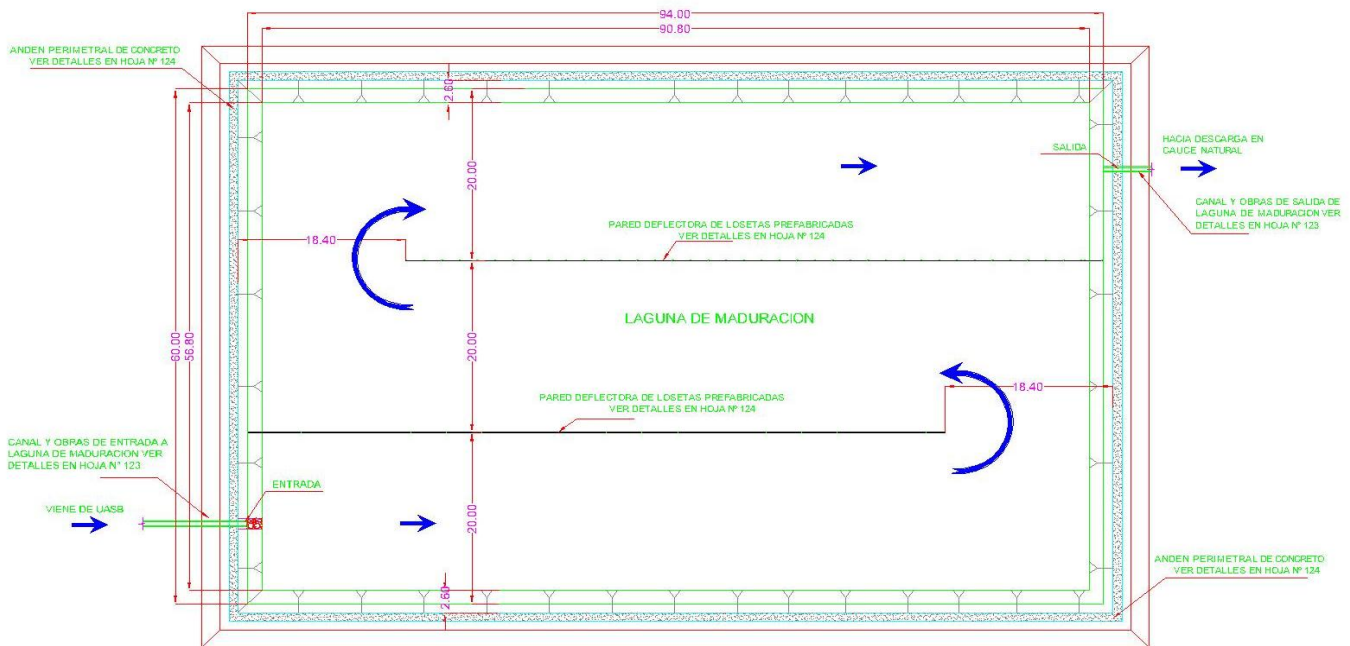 94.00
90.80
ANDEN PERIMETRAL DE CONCRETO
VER DETALLES EN HOJA Nº 124
2.60
60.00
56.80
20.00
SALIDA
HACIA DESCARGA EN
CAUCE NATURAL
CANAL Y OBRAS DE SALIDA DE
LAGUNA DE MADURACION VER
DETALLES EN HOJA Nº 123
18.40
PARED DEFLECTORA DE LOSETAS PREFABRICADAS
VER DETALLES EN HOJA Nº 124
LAGUNA DE MADURACION
20.00
18.40
PARED DEFLECTORA DE LOSETAS PREFABRICADAS
VER DETALLES EN HOJA Nº 124
CANAL Y OBRAS DE ENTRADA A
LAGUNA DE MADURACION VER
DETALLES EN HOJA Nº 123
ENTRADA
VIENE DE UASB
20.00
2.60
ANDEN PERIMETRAL DE CONCRETO
VER DETALLES EN HOJA Nº 124